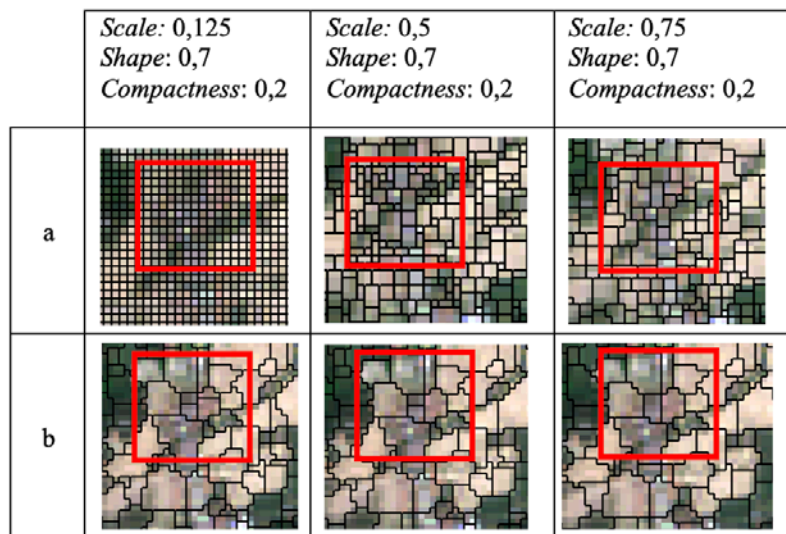 Scale: 0,125
Shape: 0,7
Compactness: 0,2
Scale: 0,5
Shape: 0,7
Compactness: 0,2
Scale: 0,75
Shape: 0,7
Compactness: 0,2
a
b